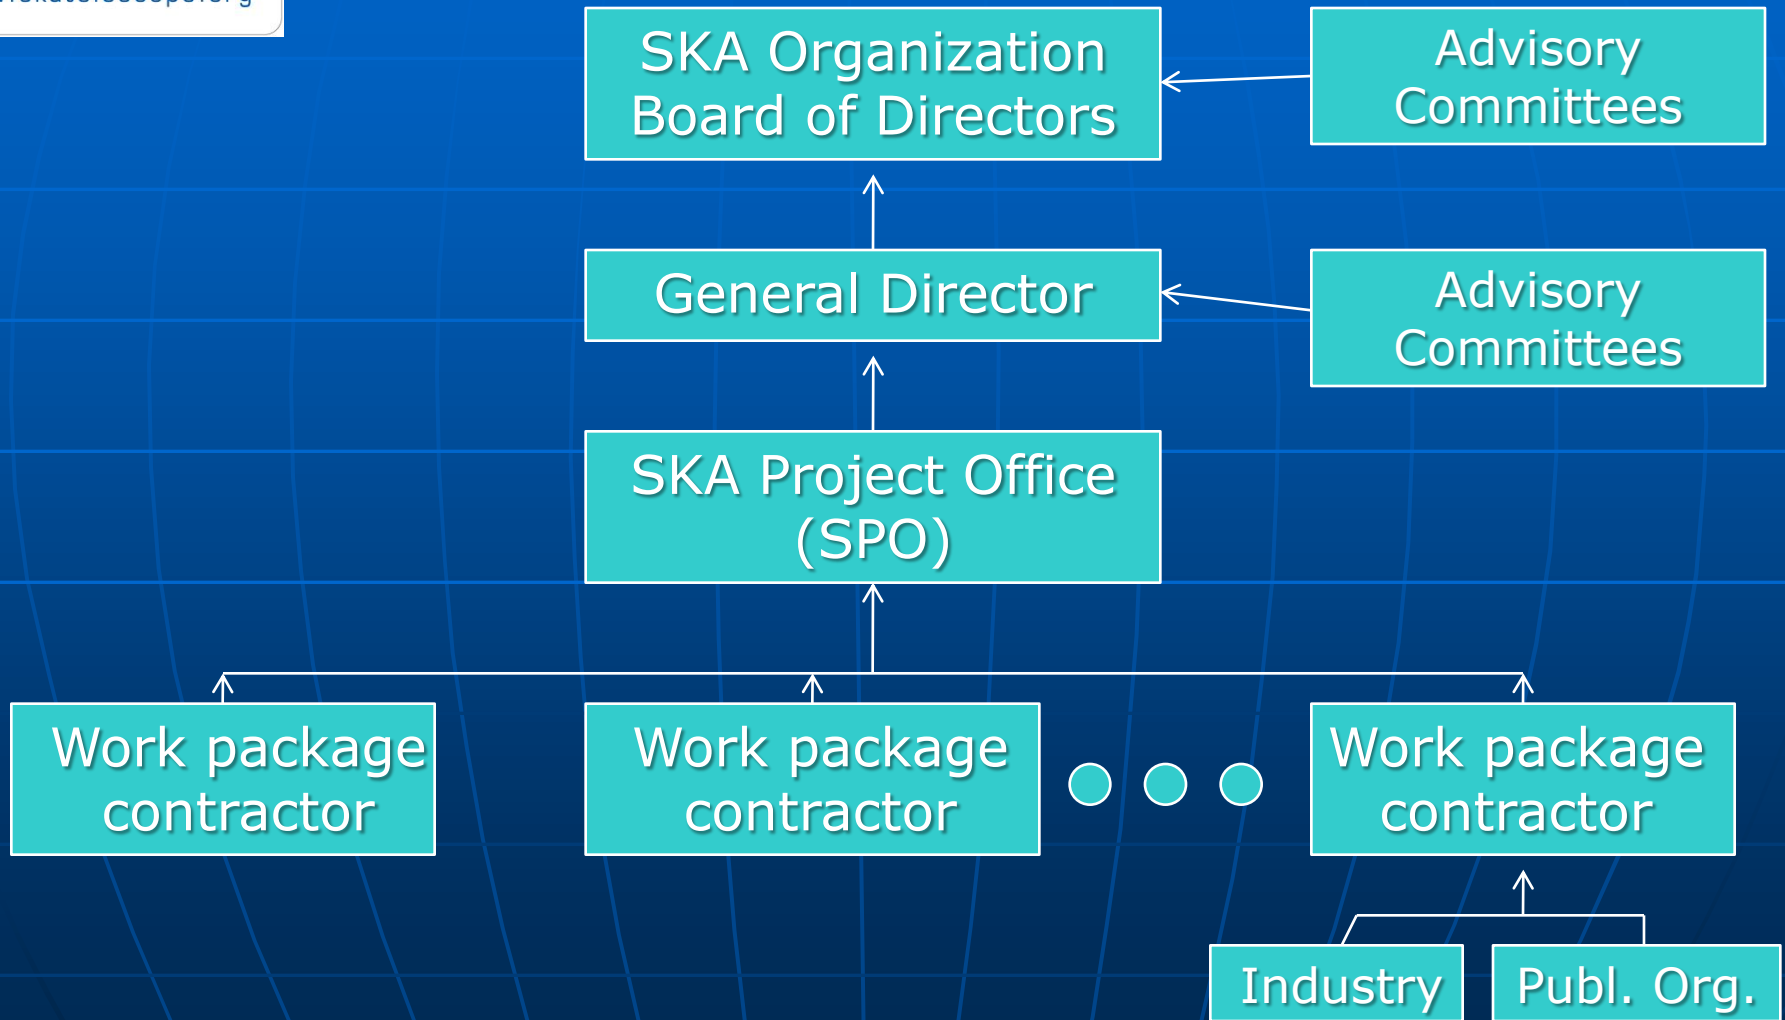 SKA Organization
Board of Directors
Advisory
Committees
General Director
Advisory
Committees
SKA Project Office
(SPO)
Work package
contractor
Work package
contractor
Work package
contractor
Industry
Publ. Org.